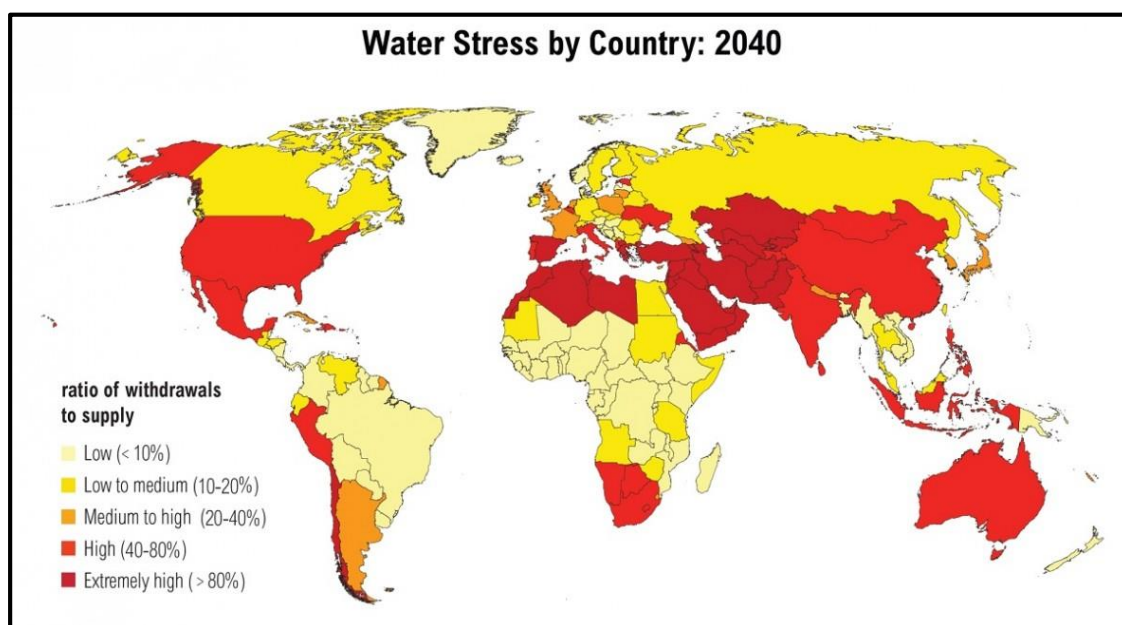 Water Stress by Country: 2040
ratio of withdrawals
to supply
Low (< 10%)
Low to medium (10-20%)
Medium to high (20-40%)
High (40-80%)
Extremely high ( > 80%)